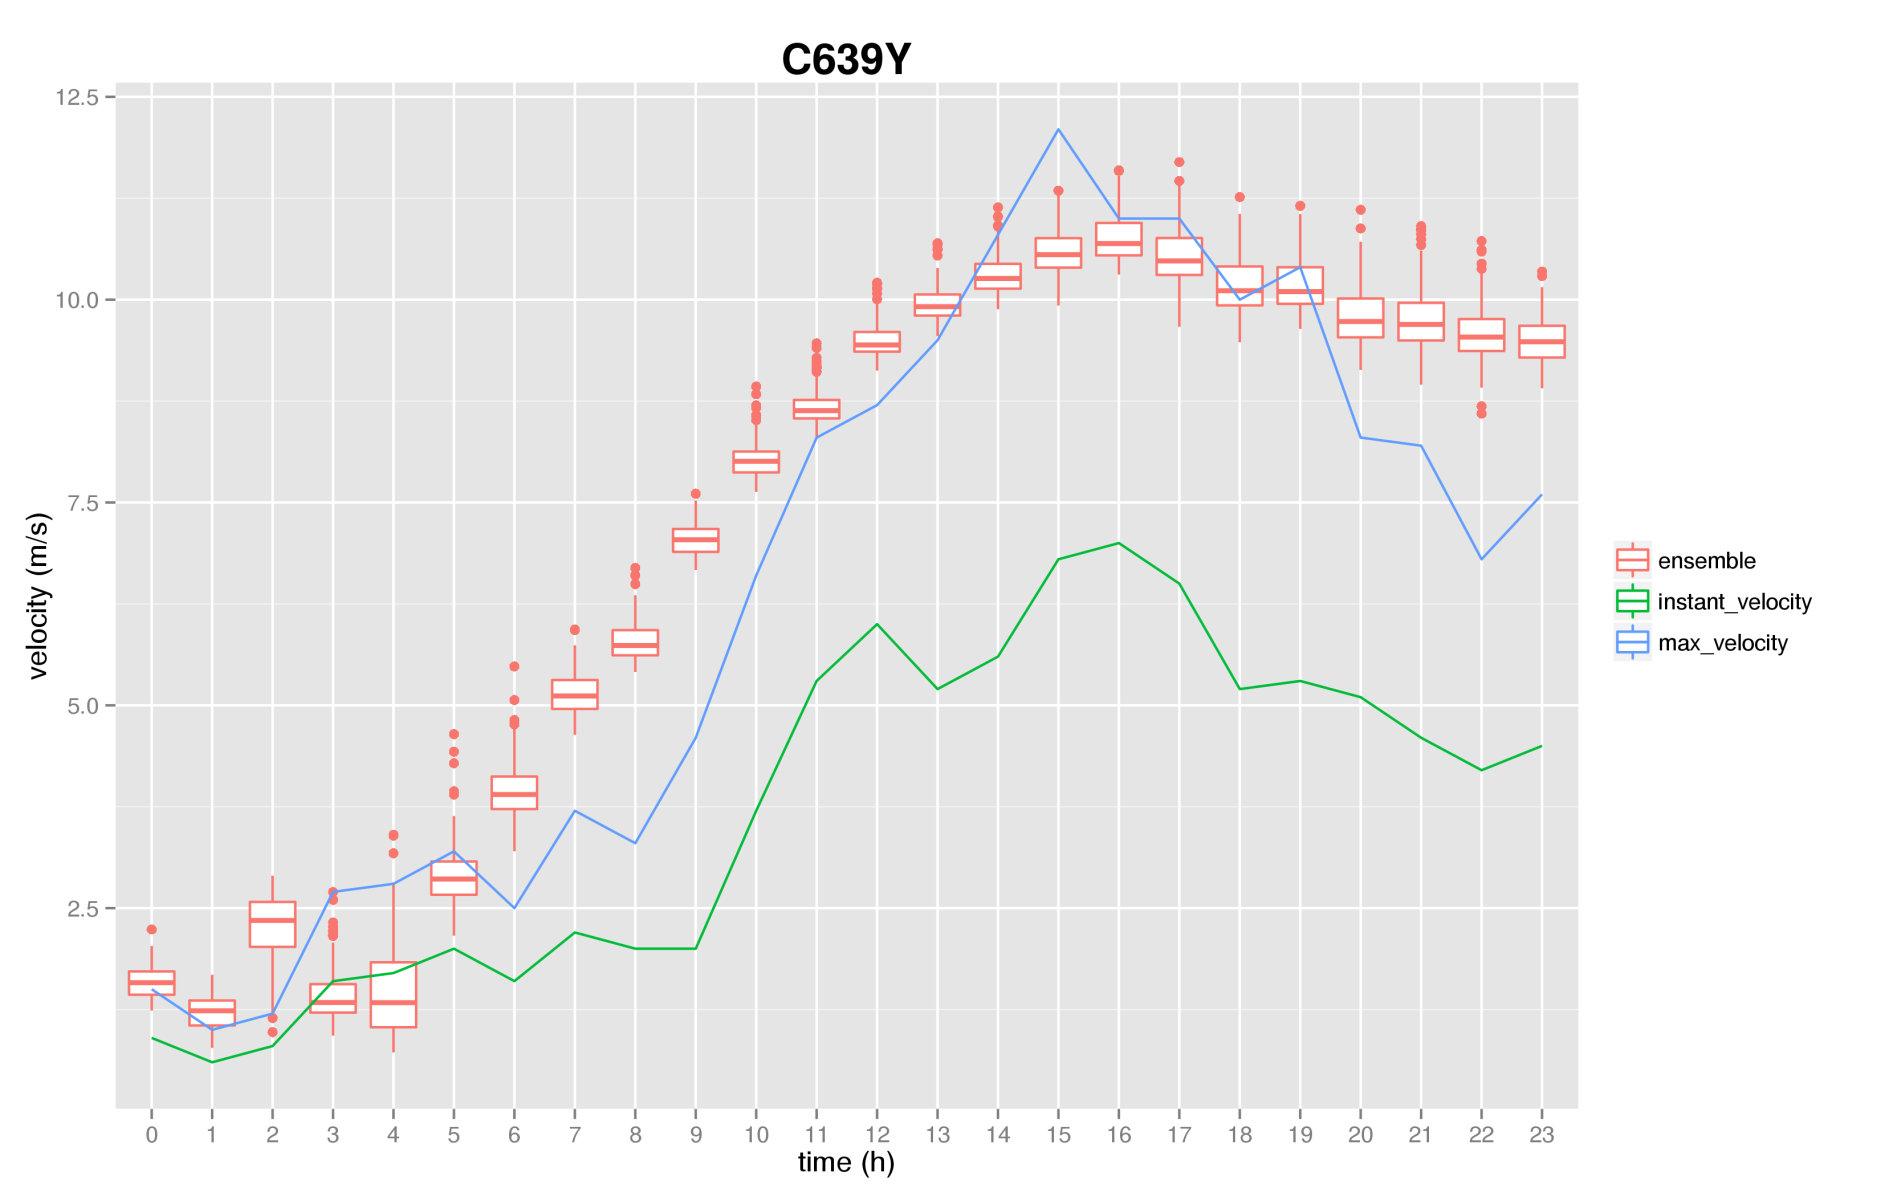 C639Y
12.5
10.0
7.5
5.0
2.5
velocity (m/s)
0 1 2 3 4 5 6 7 8 9 10 11 12 13 14 15 16 17 18 19 20 21 22 23
time (h)
ensemble
instant_velocity
max_velocity